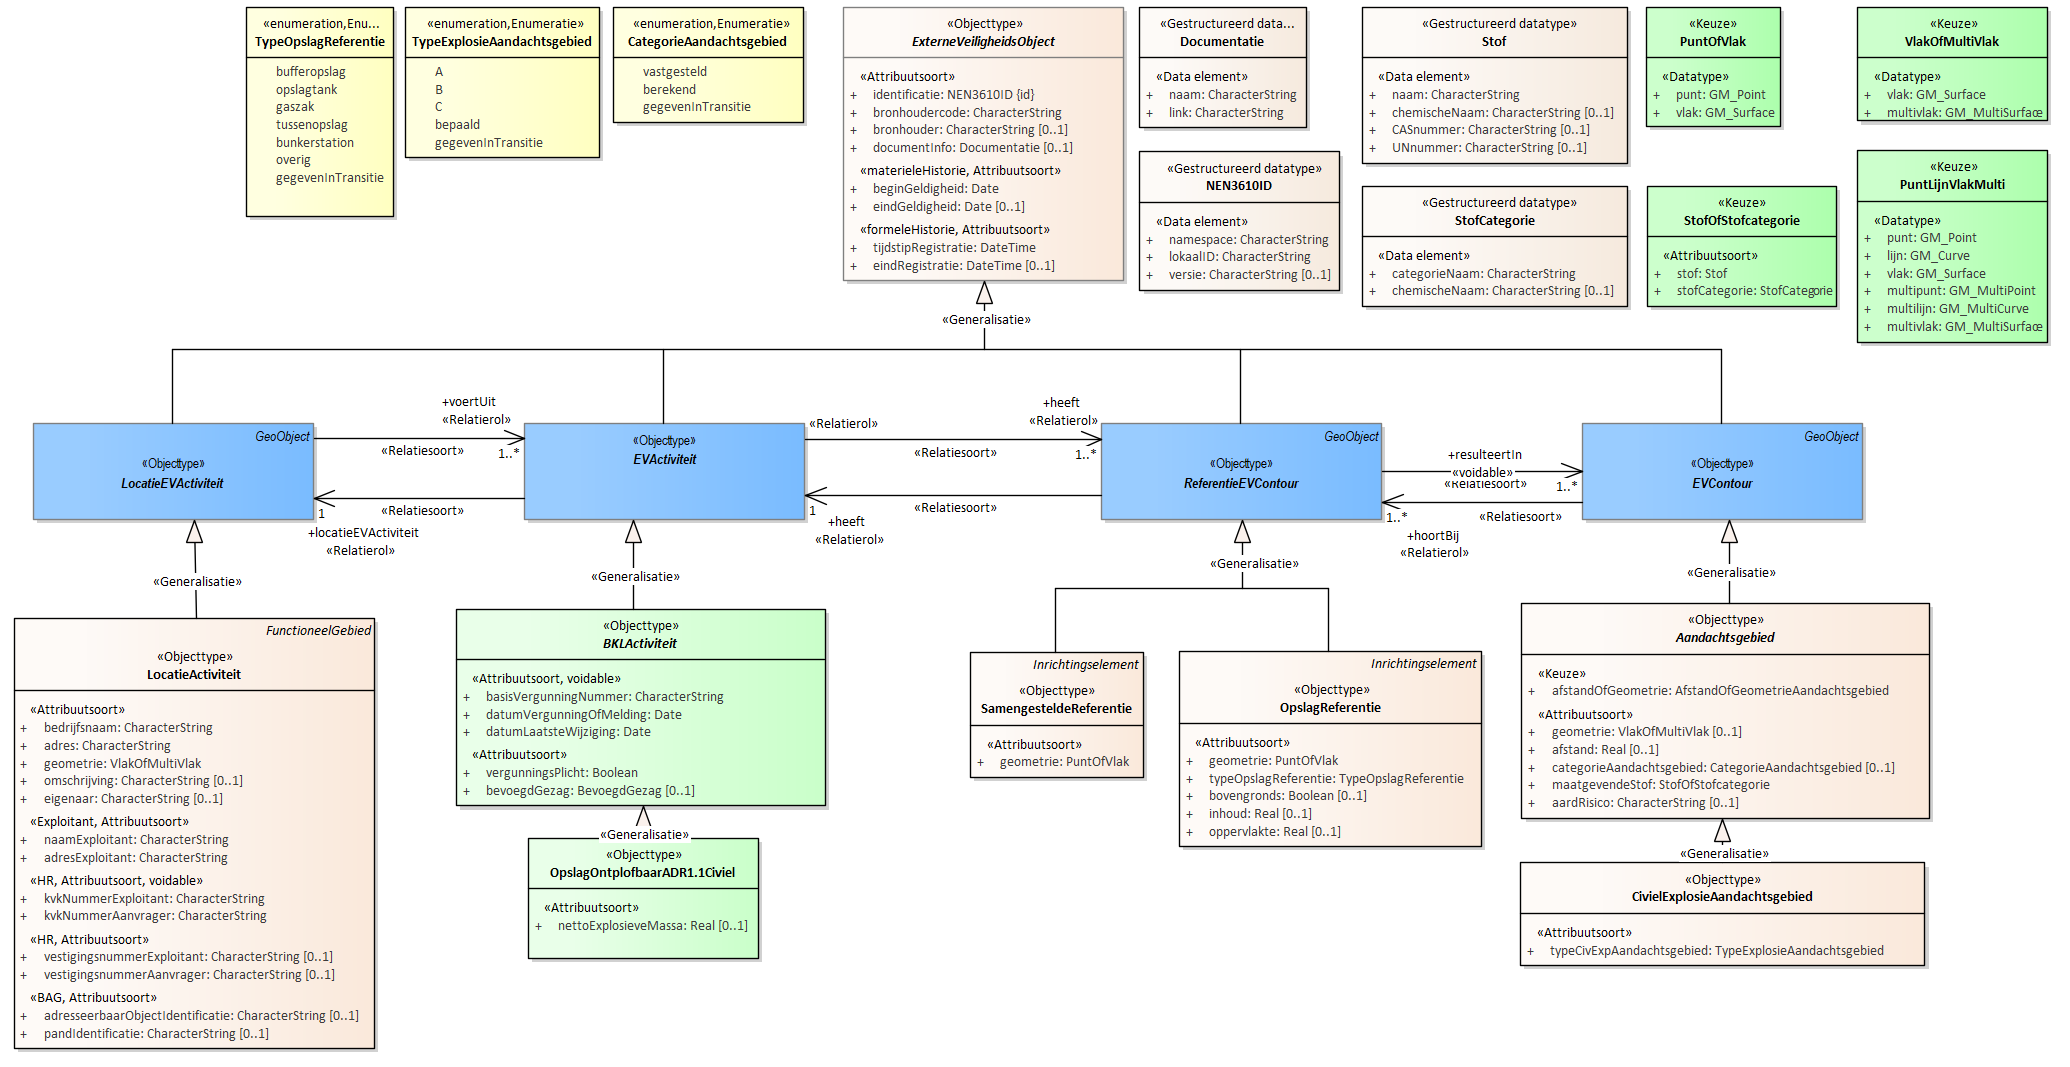 «enumeration,Enu...
TypeOpslagReferentie
bufferopslag
opslagtank
gaszak
tussenopslag
bunkerstation
overig
gegevenInTransitie
«enumeration,Enumeratie»
TypeExplosieAandachtsgebied
A
B
C
bepaald
gegevenInTransitie
«enumeration,Enumeratie»
CategorieAandachtsgebied
vastgesteld
berekend
gegevenInTransitie
«Objecttype»
ExterneVeiligheidsObject
«Attribuutsoort»
+ identificatie: NEN3610ID {id}
+ bronhoudercode: CharacterString
+ bronhouder: CharacterString [0..1]
+ documentInfo: Documentatie [0..1]
«materieleHistorie, Attribuutsoort»
+ beginGeldigheid: Date
+ eindGeldigheid: Date [0..1]
«formeleHistorie, Attribuutsoort»
+ tijdstipRegistratie: DateTime
+ eindRegistratie: DateTime [0..1]
«Gestructureerd data...
Documentatie
«Data element»
+ naam: CharacterString
+ link: CharacterString
«Gestructureerd datatype»
NEN3610ID
«Data element»
+ namespace: CharacterString
+ lokaalID: CharacterString
+ versie: CharacterString [0..1]
«Gestructureerd datatype»
Stof
«Data element»
+ naam: CharacterString
+ chemischeNaam: CharacterString [0..1]
+ CASnummer: CharacterString [0..1]
+ UNnummer: CharacterString [0..1]
«Gestructureerd datatype»
StofCategorie
«Data element»
+ categorieNaam: CharacterString
+ chemischeNaam: CharacterString [0..1]
«Keuze»
PuntOfVlak
«Datatype»
+ punt: GM_Point
+ vlak: GM_Surface
«Keuze»
StofOfStofcategorie
«Attribuutsoort»
+ stof: Stof
+ stofCategorie: StofCategorie
«Keuze»
VlakOfMultiVlak
«Datatype»
+ vlak: GM_Surface
+ multivlak: GM_MultiSurface
«Keuze»
PuntLijnVlakMulti
«Datatype»
+ punt: GM_Point
+ lijn: GM_Curve
+ vlak: GM_Surface
+ multipunt: GM_MultiPoint
+ multilijn: GM_MultiCurve
+ multivlak: GM_MultiSurface
«Generalisatie»
GeoObject
«Objecttype»
LocatieEVActiviteit
+voertUit
«Relatierol»
«Relatiesoort»
1..*
«Relatiesoort»
1
+locatieEVActiviteit
«Relatierol»
«Objecttype»
EVActiviteit
«Relatierol»
+heeft
«Relatierol»
«Relatiesoort»
1..*
«Relatiesoort»
1
+heeft
«Relatierol»
GeoObject
«Objecttype»
ReferentieEVContour
+resulteertIn
«voidable»
«Relatiesoort»
1..*
1..*
«Relatiesoort»
+hoortBij
«Relatierol»
GeoObject
«Objecttype»
EVContour
«Generalisatie»
«Generalisatie»
«Generalisatie»
«Generalisatie»
FunctioneelGebied
«Objecttype»
LocatieActiviteit
«Attribuutsoort»
+ bedrijfsnaam: CharacterString
+ adres: CharacterString
+ geometrie: VlakOfMultiVlak
+ omschrijving: CharacterString [0..1]
+ eigenaar: CharacterString [0..1]
«Exploitant, Attribuutsoort»
+ naamExploitant: CharacterString
+ adresExploitant: CharacterString
«HR, Attribuutsoort, voidable»
+ kvkNummerExploitant: CharacterString
+ kvkNummerAanvrager: CharacterString
«HR, Attribuutsoort»
+ vestigingsnummerExploitant: CharacterString [0..1]
+ vestigingsnummerAanvrager: CharacterString [0..1]
«BAG, Attribuutsoort»
+ adresseerbaarObjectIdentificatie: CharacterString [0..1]
+ pandIdentificatie: CharacterString [0..1]
«Objecttype»
BKLActiviteit
«Attribuutsoort, voidable»
+ basisVergunningNummer: CharacterString
+ datumVergunningOfMelding: Date
+ datumLaatsteWijziging: Date
«Attribuutsoort»
+ vergunningsPlicht: Boolean
+ bevoegdGezag: BevoegdGezag [0..1]
«Generalisatie»
«Objecttype»
OpslagOntplofbaarADR1.1Civiel
«Attribuutsoort»
+ nettoExplosieveMassa: Real [0..1]
Inrichtingselement
«Objecttype»
SamengesteldeReferentie
«Attribuutsoort»
+ geometrie: PuntOfVlak
Inrichtingselement
«Objecttype»
OpslagReferentie
«Attribuutsoort»
+ geometrie: PuntOfVlak
+ typeOpslagReferentie: TypeOpslagReferentie
+ bovengronds: Boolean [0..1]
+ inhoud: Real [0..1]
+ oppervlakte: Real [0..1]
«Objecttype»
Aandachtsgebied
«Keuze»
+ afstandOfGeometrie: AfstandOfGeometrieAandachtsgebied
«Attribuutsoort»
+ geometrie: VlakOfMultiVlak [0..1]
+ afstand: Real [0..1]
+ categorieAandachtsgebied: CategorieAandachtsgebied [0..1]
+ maatgevendeStof: StofOfStofcategorie
+ aardRisico: CharacterString [0..1]
«Generalisatie»
«Objecttype»
CivielExplosieAandachtsgebied
«Attribuutsoort»
+ typeCivExpAandachtsgebied: TypeExplosieAandachtsgebied